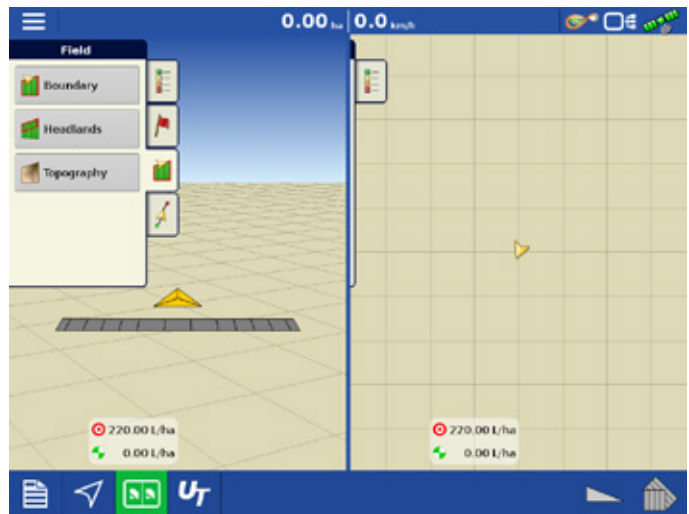 0.00 ha
0.0 km/h
Field
Boundary
Headlands
Topography
220.00 L/ha
0.00 L/ha
220.00 L/ha
0.00 L/ha
UT